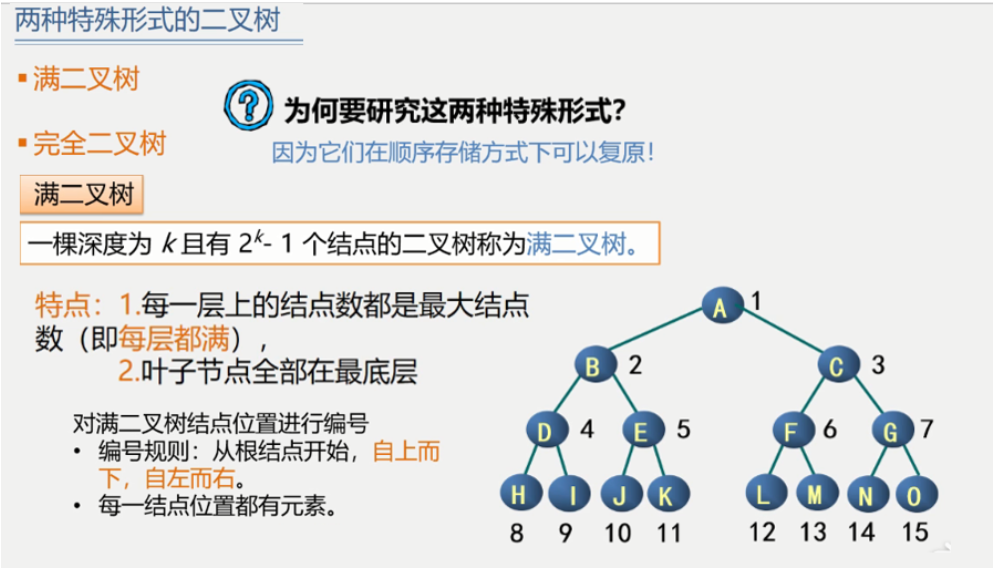 两种特殊形式的二叉树
▪满二叉树
? 为何要研究这两种特殊形式？
▪完全二叉树
因为它们在顺序存储方式下可以复原！
满二叉树
一棵深度为 k 且有 2ᵏ- 1 个结点的二叉树称为满二叉树。
特点：1.每一层上的结点数都是最大结点
数（即每层都满），
2.叶子节点全部在最底层
对满二叉树结点位置进行编号
• 编号规则：从根结点开始，自上而
下，自左而右。
• 每一结点位置都有元素。
A 1
B 2 C 3
D 4 E 5 F 6 G 7
H I J K L M N O
8 9 10 11 12 13 14 15